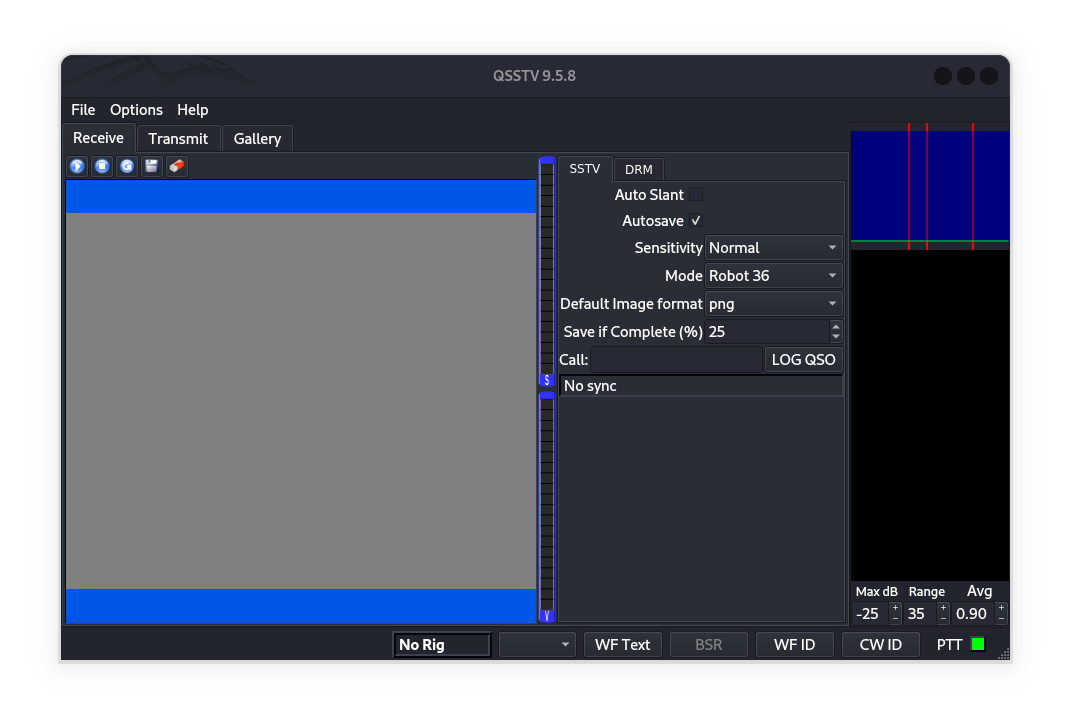 QSSTV 9.5.8
File Options Help
Receive Transmit Gallery
SSTV DRM
Auto Slant
Autosave
Sensitivity Normal
Mode Robot 36
Default Image format png
Save if Complete (%) 25
Call: LOG QSO
S
No sync
V
Max dB Range Avg
-25 35 0.90
No Rig WF Text BSR WF ID CW ID PTT